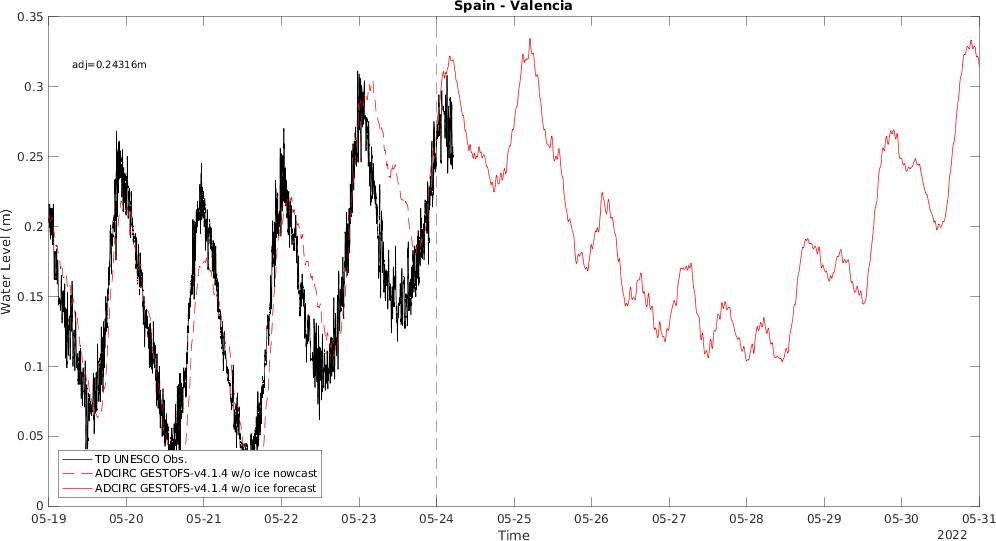 Spain - Valencia
0.35
0.3
0.25
0.2
0.15
0.1
0.05
0
Water Level (m)
adj=0.24316m
TD UNESCO Obs.
ADCIRC GESTOFS-v4.1.4 w/o ice nowcast
ADCIRC GESTOFS-v4.1.4 w/o ice forecast
05-19 05-20 05-21 05-22 05-23 05-24 05-25 05-26 05-27 05-28 05-29 05-30 05-31
Time
2022